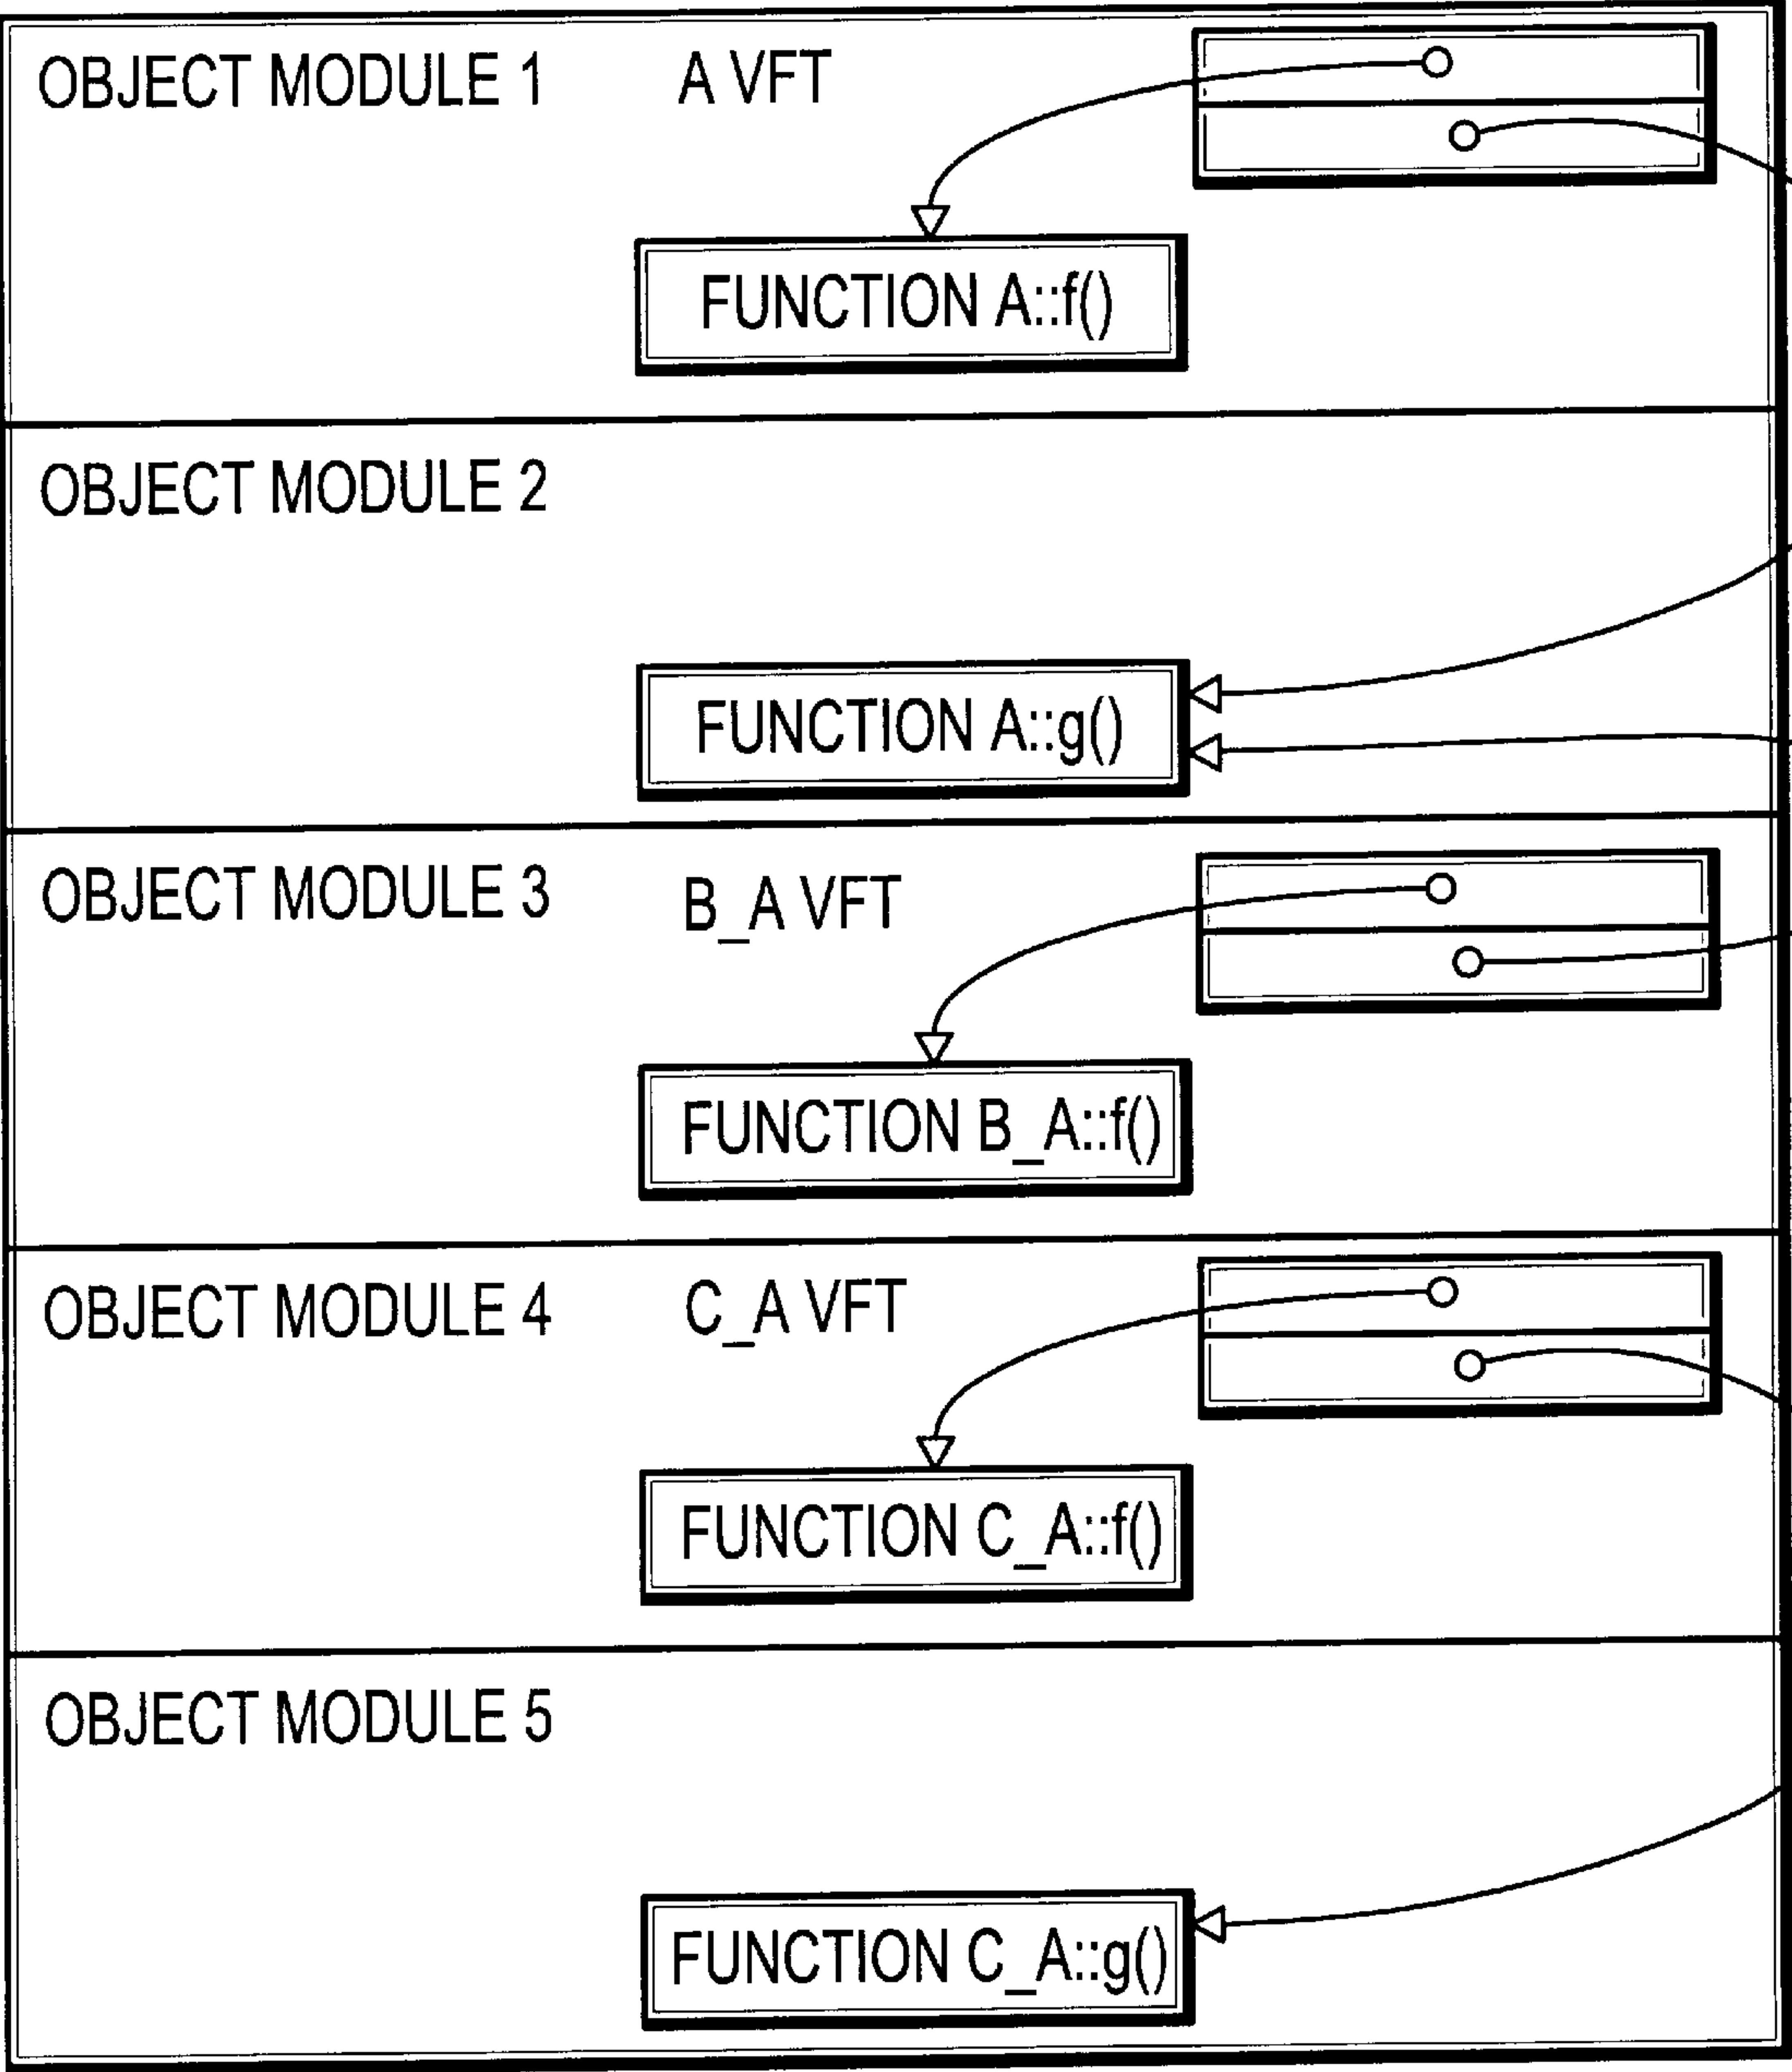 OBJECT MODULE 1 A VFT
FUNCTION A::f()
OBJECT MODULE 2
FUNCTION A::g()
OBJECT MODULE 3 B_A VFT
FUNCTION B_A::f()
OBJECT MODULE 4 C_A VFT
FUNCTION C_A::f()
OBJECT MODULE 5
FUNCTION C_A::g()